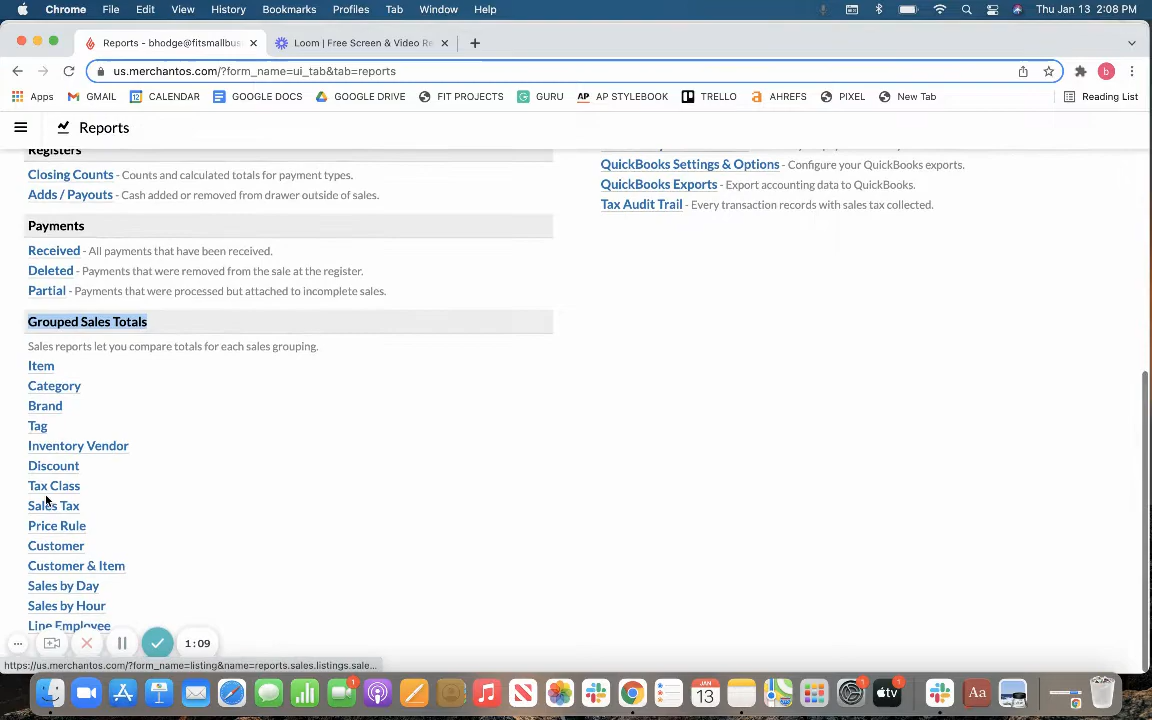 Chrome File Edit View History Bookmarks Profiles Tab Window Help Thu Jan 13 2:08 PM
Reports - bhodge@fitsmallbus Loom | Free Screen & Video Re
us.merchantos.com/?form_name=ui_tab&tab=reports b
Apps GMAIL CALENDAR GOOGLE DOCS GOOGLE DRIVE FIT PROJECTS GURU AP AP STYLEBOOK TRELLO AHREFS PIXEL New Tab Reading List
Reports
Registers
Closing Counts - Counts and calculated totals for payment types.
Adds / Payouts - Cash added or removed from drawer outside of sales.
Payments
Received - All payments that have been received.
Deleted - Payments that were removed from the sale at the register.
Partial - Payments that were processed but attached to incomplete sales.
Grouped Sales Totals
Sales reports let you compare totals for each sales grouping.
Item
Category
Brand
Tag
Inventory Vendor
Discount
Tax Class
Sales Tax
Price Rule
Customer
Customer & Item
Sales by Day
Sales by Hour
Line Employee
QuickBooks Settings & Options - Configure your QuickBooks exports.
QuickBooks Exports - Export accounting data to QuickBooks.
Tax Audit Trail - Every transaction records with sales tax collected.
1:09
https://us.merchantos.com/?form_name=listing&name=reports.sales.listings.sale...
1 JAN 13 1 tv 1 Aa